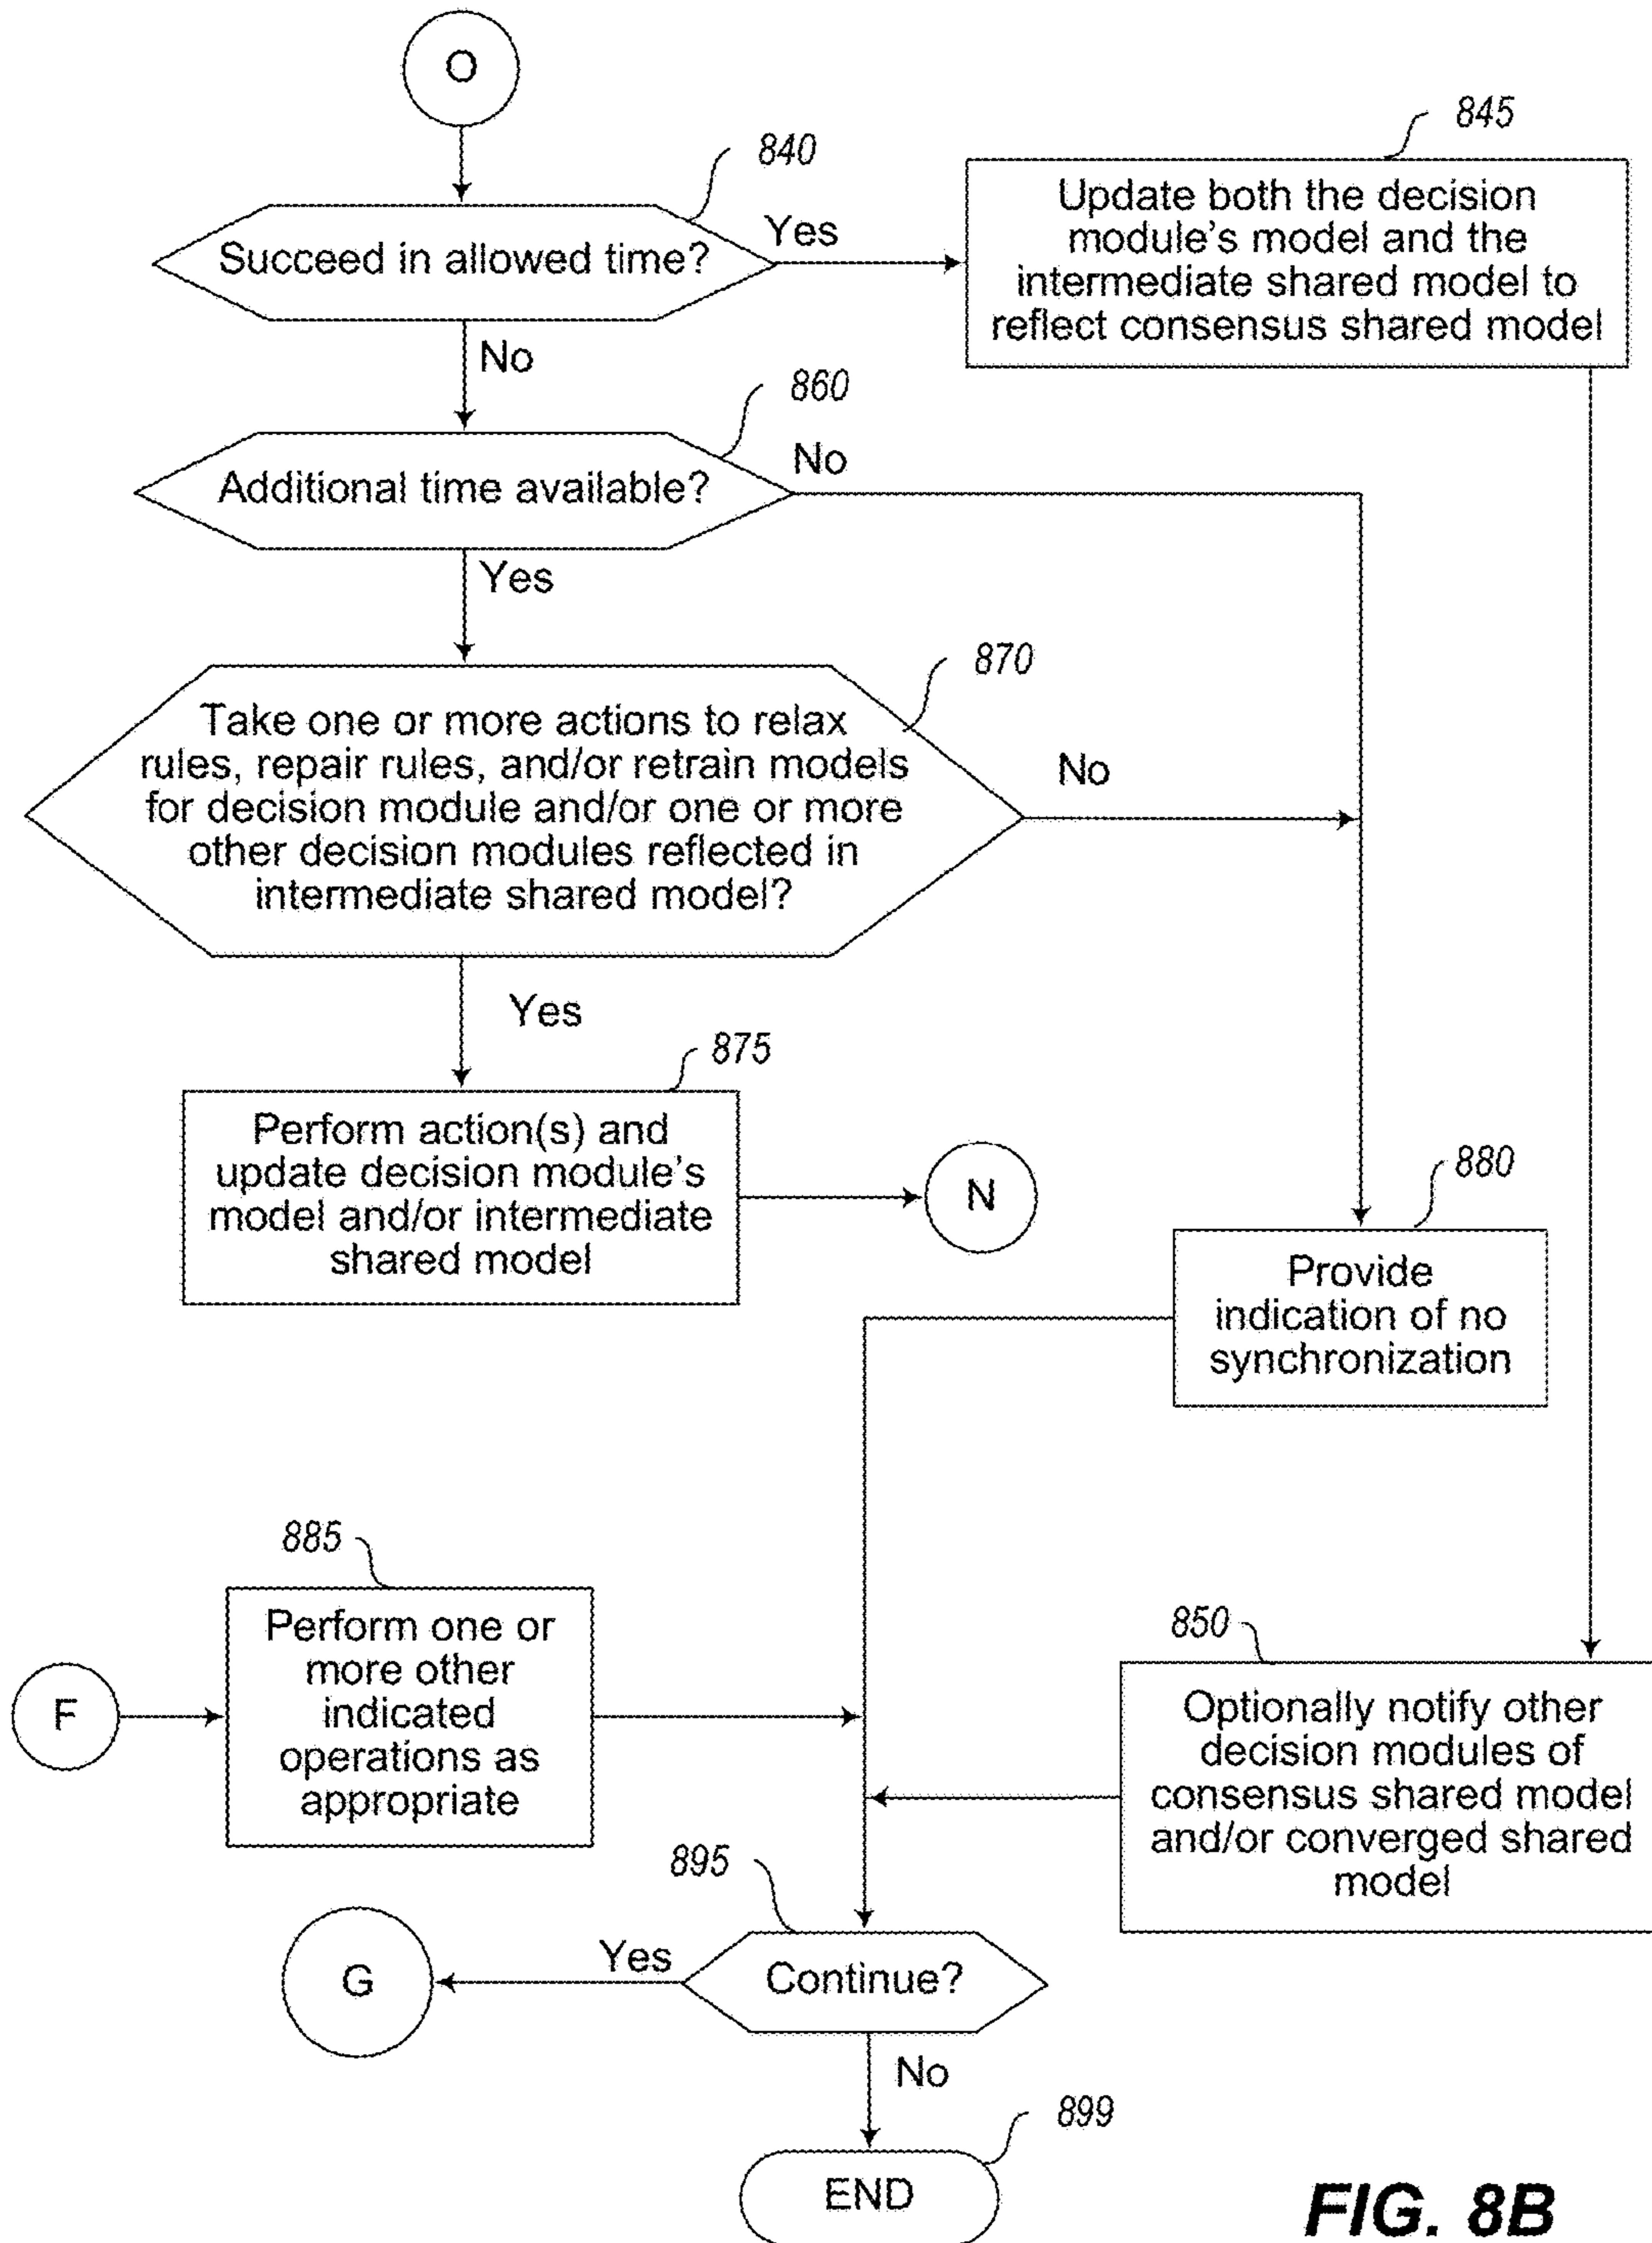 O
840
Succeed in allowed time?
Yes
845
Update both the decision
module's model and the
intermediate shared model to
reflect consensus shared model
No
860
Additional time available?
No
Yes
870
Take one or more actions to relax
rules, repair rules, and/or retrain models
for decision module and/or one or more
other decision modules reflected in
intermediate shared model?
No
Yes
875
Perform action(s) and
update decision module's
model and/or intermediate
shared model
N
880
Provide
indication of no
synchronization
885
F
Perform one or
more other
indicated
operations as
appropriate
850
Optionally notify other
decision modules of
consensus shared model
and/or converged shared
model
895
Continue?
Yes
G
No
899
END
FIG. 8B